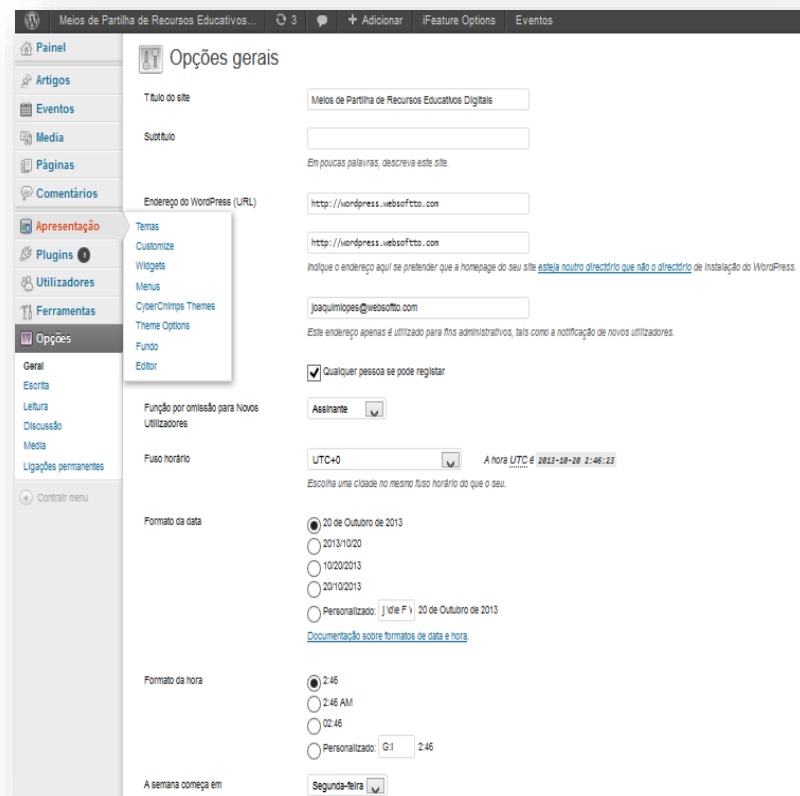 Meios de Partilha de Recursos Educativos... 3 + Adicionar iFeature Options Eventos
Painel
Artigos
Eventos
Media
Páginas
Comentários
Apresentação
Plugins 1
Utilizadores
Ferramentas
Opções
Geral
Escrita
Leitura
Discussão
Media
Ligações permanentes
Contrair menu
Temas
Customize
Widgets
Menus
CyberChimps Themes
Theme Options
Fundo
Editor
Opções gerais
Título do site
Meios de Partilha de Recursos Educativos Digitais
Subtítulo
Em poucas palavras, descreva este site.
Endereço do WordPress (URL)
http://wordpress.websoftto.com
http://wordpress.websoftto.com
Indique o endereço aqui se pretender que a homepage do seu site esteja noutro directório que não o directório de instalação do WordPress.
joaquimlopes@websoftto.com
Este endereço apenas é utilizado para fins administrativos, tais como a notificação de novos utilizadores.
Qualquer pessoa se pode registar
Função por omissão para Novos
Utilizadores
Assinante
Fuso horário
UTC+0
A hora UTC é 2013-10-20 2:46:23
Escolha uma cidade no mesmo fuso horário do que o seu.
Formato da data
20 de Outubro de 2013
2013/10/20
10/20/2013
20/10/2013
Personalizado: j \d\e F \ 20 de Outubro de 2013
Documentação sobre formatos de data e hora.
Formato da hora
2:46
2:46 AM
02:46
Personalizado: G:i 2:46
A semana começa em
Segunda-feira